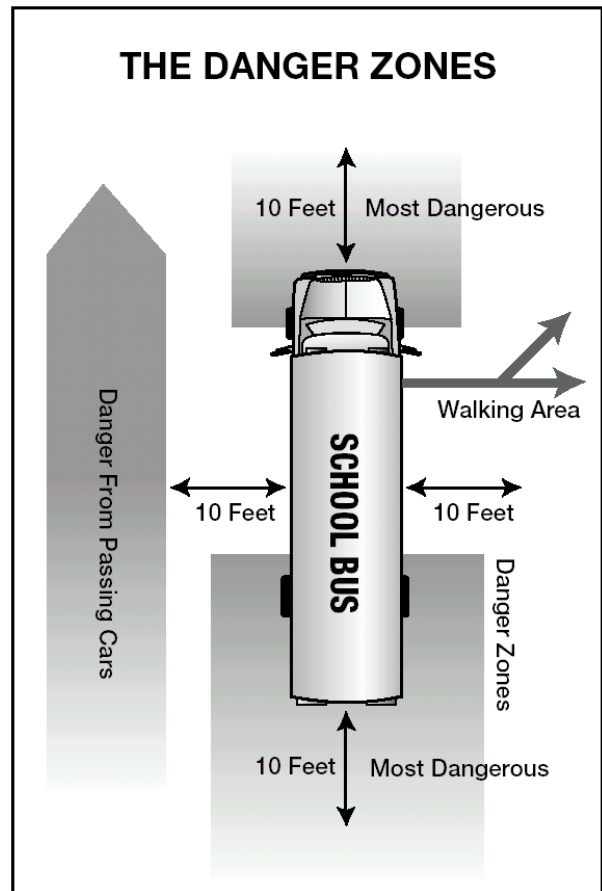 THE DANGER ZONES
10 Feet
Most Dangerous
Walking Area
Danger From Passing Cars
SCHOOL BUS
10 Feet
10 Feet
Danger Zones
10 Feet
Most Dangerous